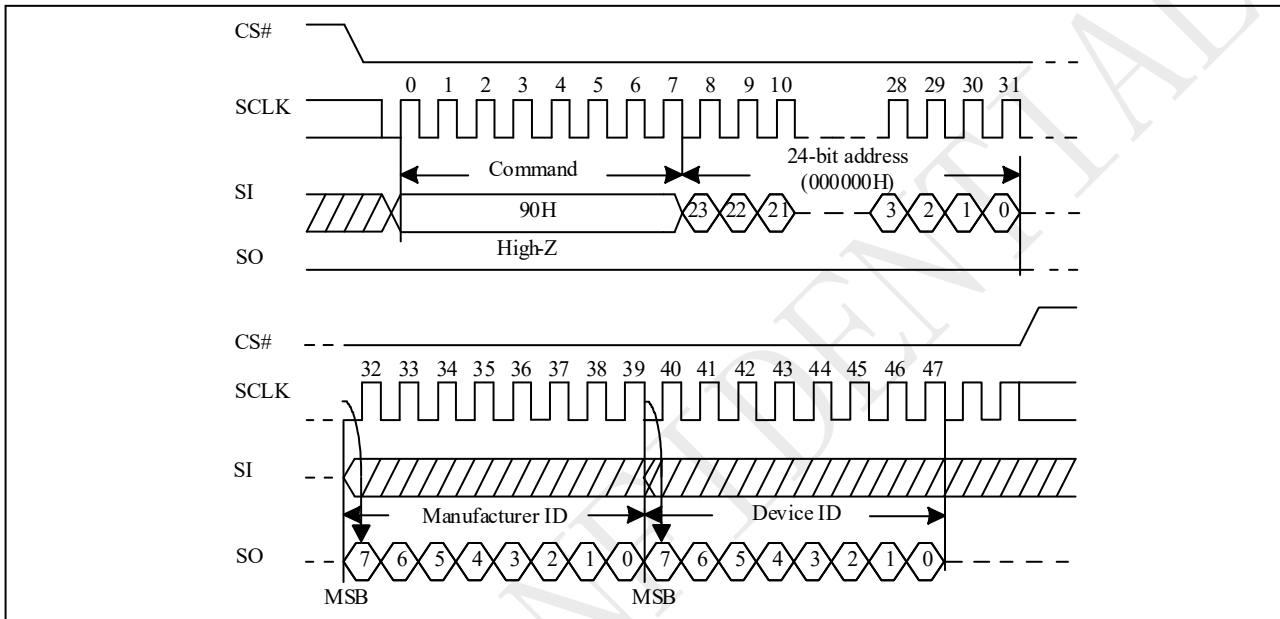 CS#
0 1 2 3 4 5 6 7 8 9 10 28 29 30 31
SCLK
Command
24-bit address
(000000H)
SI
90H
23 22 21 3 2 1 0
High-Z
SO
CS#
32 33 34 35 36 37 38 39 40 41 42 43 44 45 46 47
SCLK
SI
Manufacturer ID
Device ID
SO
7 6 5 4 3 2 1 0 7 6 5 4 3 2 1 0
MSB
MSB
NFIDENTIAL